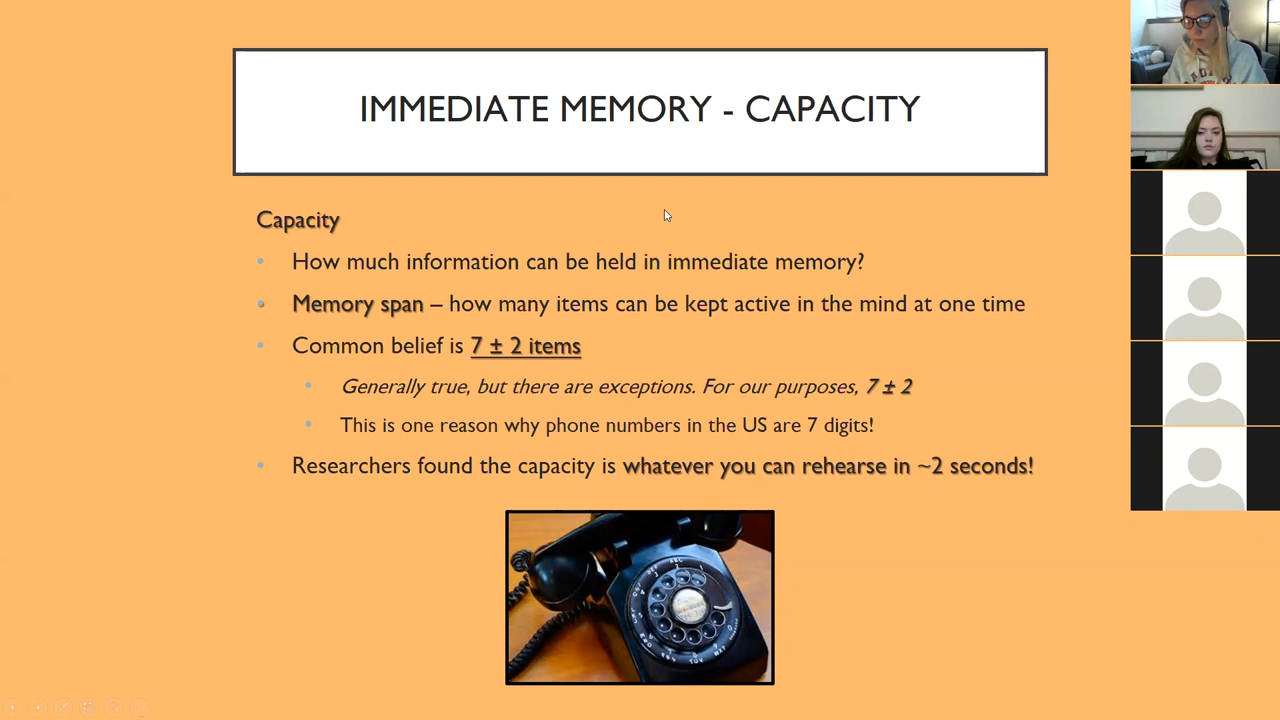 IMMEDIATE MEMORY - CAPACITY
Capacity
• How much information can be held in immediate memory?
• Memory span – how many items can be kept active in the mind at one time
• Common belief is 7 ± 2 items
• Generally true, but there are exceptions. For our purposes, 7 ± 2
• This is one reason why phone numbers in the US are 7 digits!
• Researchers found the capacity is whatever you can rehearse in ~2 seconds!